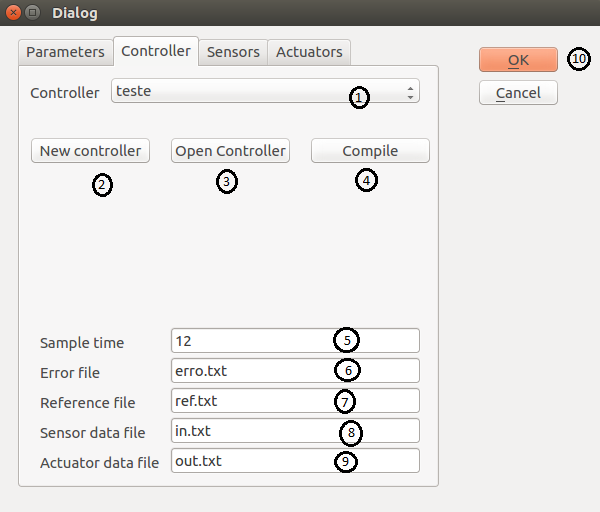 Dialog
Parameters Controller Sensors Actuators
Controller teste 1
OK 10
Cancel
New controller Open Controller Compile
2 3 4
Sample time 12 5
Error file erro.txt 6
Reference file ref.txt 7
Sensor data file in.txt 8
Actuator data file out.txt 9